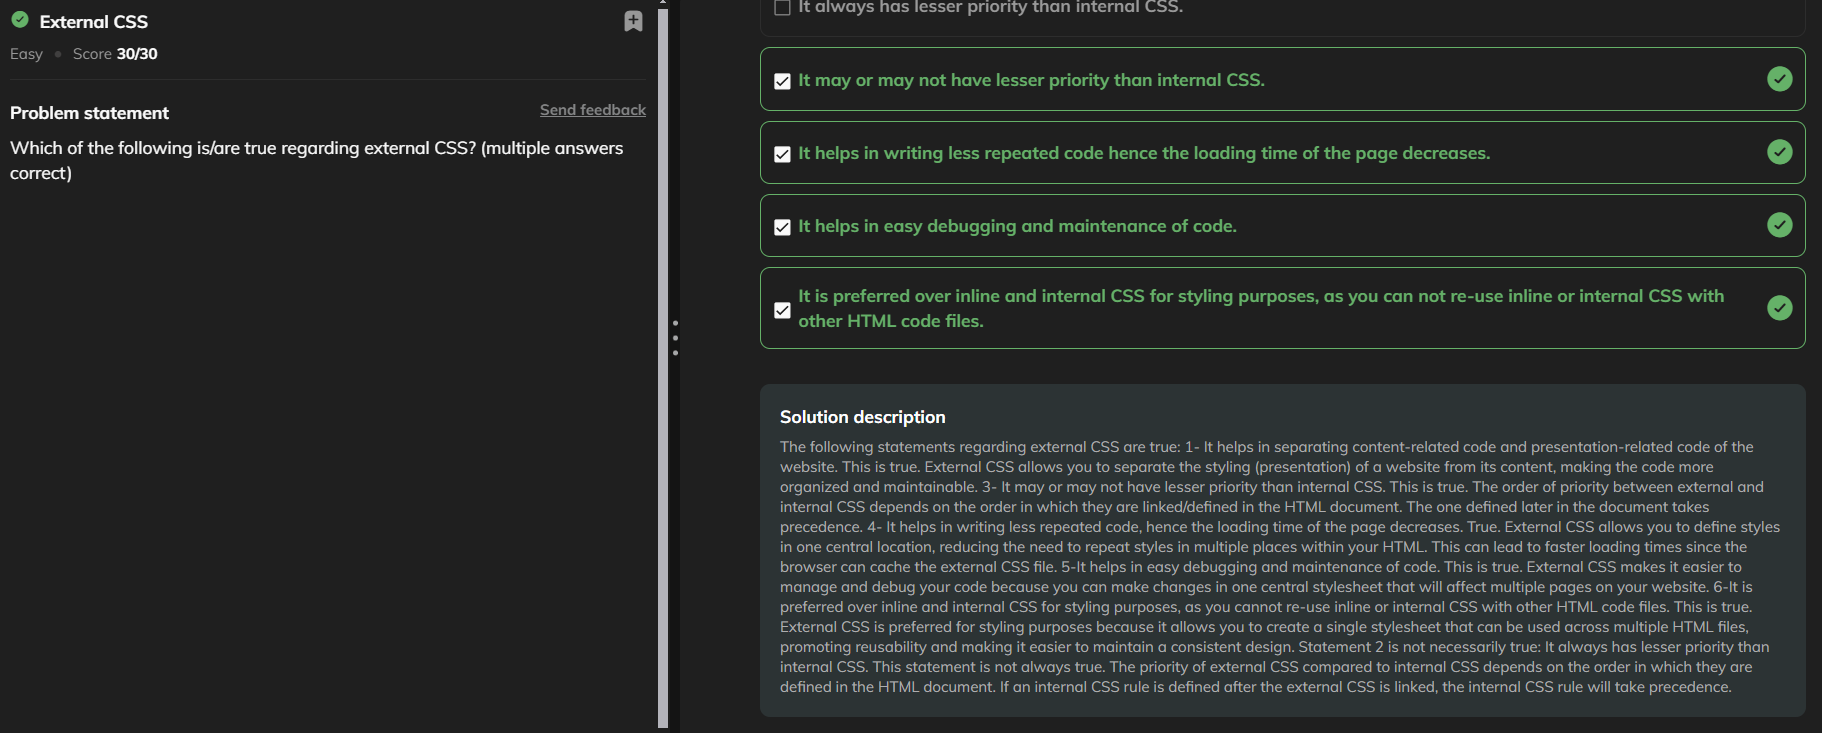 External CSS
Easy • Score 30/30
Problem statement
Send feedback
Which of the following is/are true regarding external CSS? (multiple answers
correct)
It always has lesser priority than internal CSS.
It may or may not have lesser priority than internal CSS.
It helps in writing less repeated code hence the loading time of the page decreases.
It helps in easy debugging and maintenance of code.
It is preferred over inline and internal CSS for styling purposes, as you can not re-use inline or internal CSS with
other HTML code files.
Solution description
The following statements regarding external CSS are true: 1- It helps in separating content-related code and presentation-related code of the
website. This is true. External CSS allows you to separate the styling (presentation) of a website from its content, making the code more
organized and maintainable. 3- It may or may not have lesser priority than internal CSS. This is true. The order of priority between external and
internal CSS depends on the order in which they are linked/defined in the HTML document. The one defined later in the document takes
precedence. 4- It helps in writing less repeated code, hence the loading time of the page decreases. True. External CSS allows you to define styles
in one central location, reducing the need to repeat styles in multiple places within your HTML. This can lead to faster loading times since the
browser can cache the external CSS file. 5-It helps in easy debugging and maintenance of code. This is true. External CSS makes it easier to
manage and debug your code because you can make changes in one central stylesheet that will affect multiple pages on your website. 6-It is
preferred over inline and internal CSS for styling purposes, as you cannot re-use inline or internal CSS with other HTML code files. This is true.
External CSS is preferred for styling purposes because it allows you to create a single stylesheet that can be used across multiple HTML files,
promoting reusability and making it easier to maintain a consistent design. Statement 2 is not necessarily true: It always has lesser priority than
internal CSS. This statement is not always true. The priority of external CSS compared to internal CSS depends on the order in which they are
defined in the HTML document. If an internal CSS rule is defined after the external CSS is linked, the internal CSS rule will take precedence.